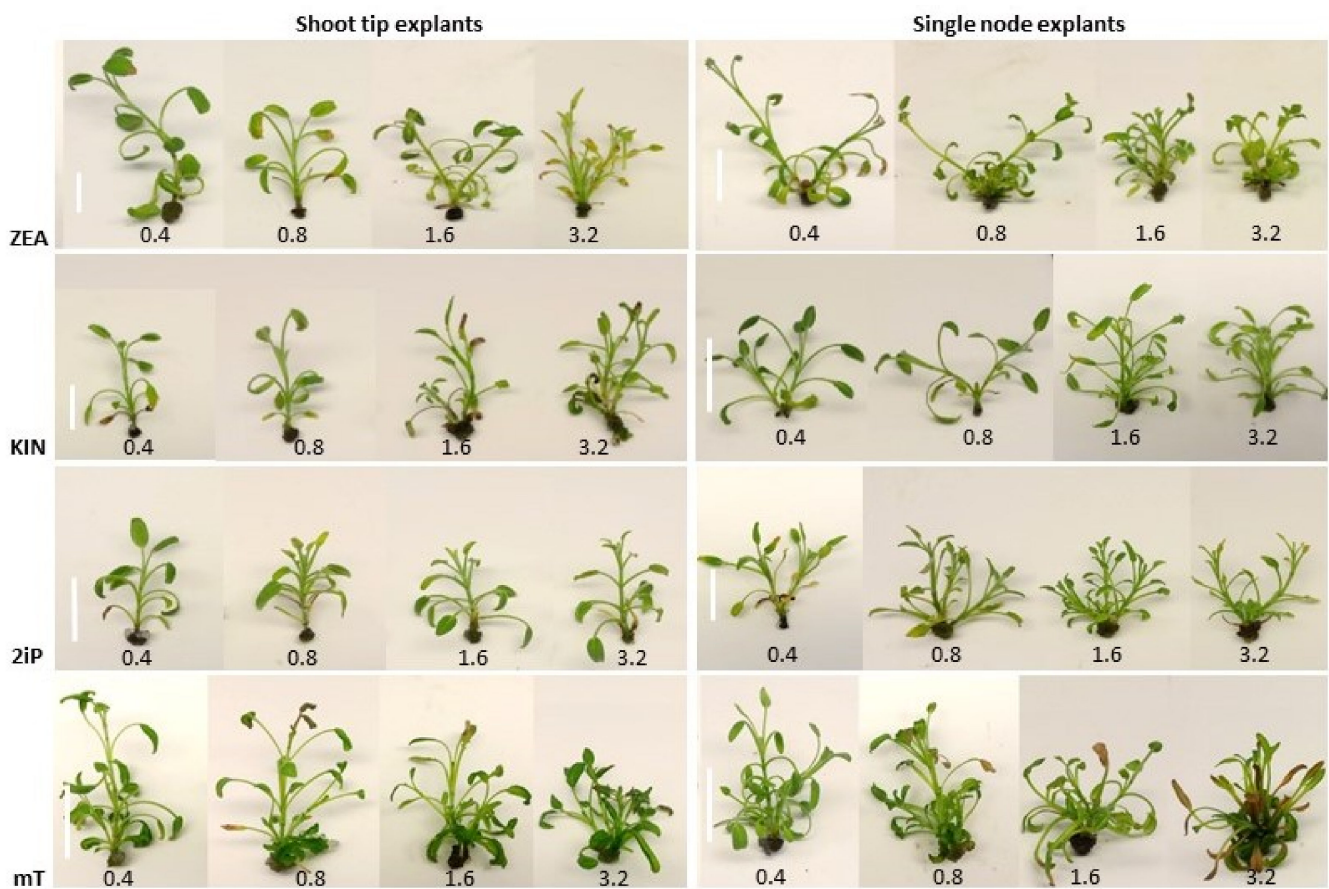 Shoot tip explants Single node explants
ZEA 0.4 0.8 1.6 3.2 0.4 0.8 1.6 3.2
KIN 0.4 0.8 1.6 3.2 0.4 0.8 1.6 3.2
2iP 0.4 0.8 1.6 3.2 0.4 0.8 1.6 3.2
mT 0.4 0.8 1.6 3.2 0.4 0.8 1.6 3.2